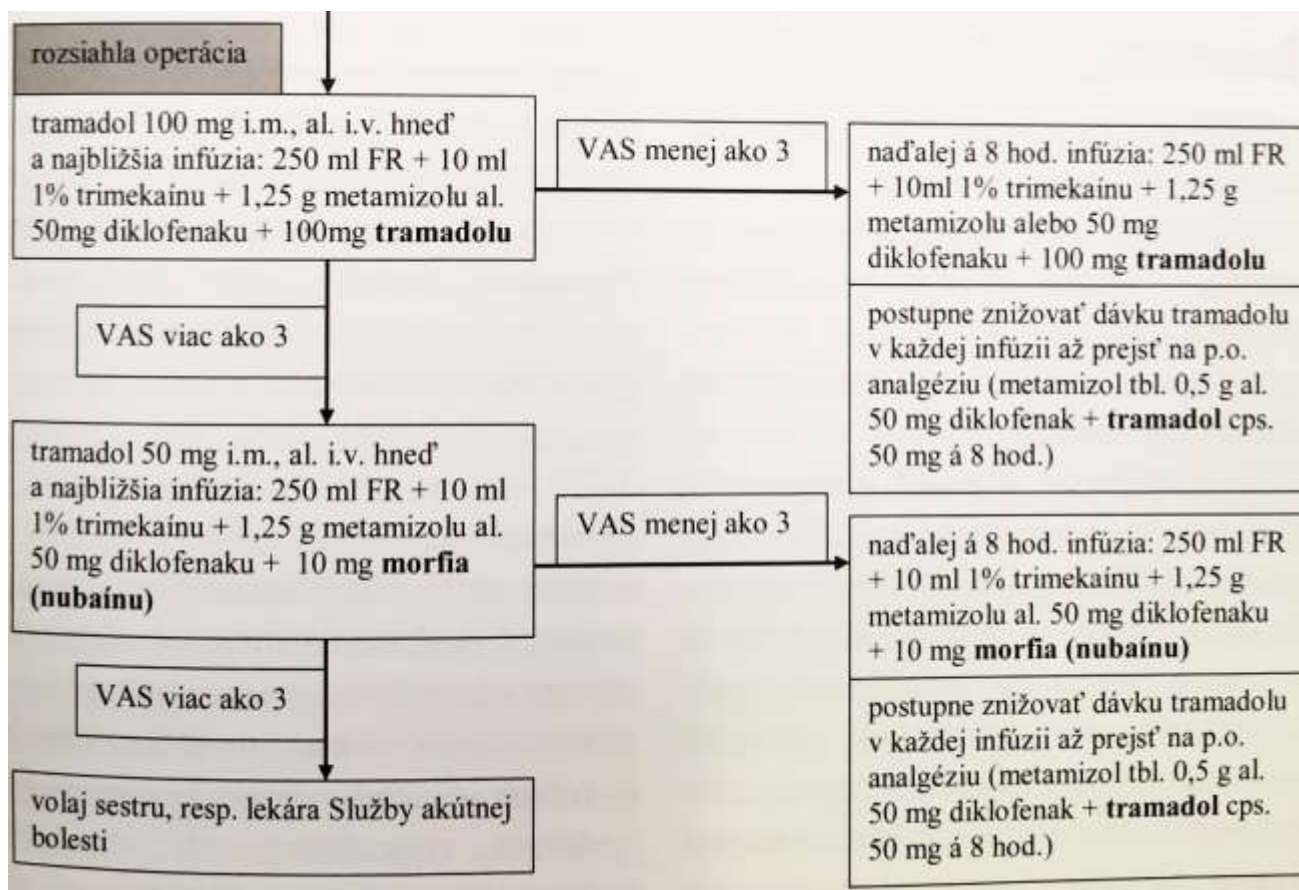 rozsiahla operácia
tramadol 100 mg i.m., al. i.v. hneď
a najbližšia infúzia: 250 ml FR + 10 ml
1% trimekaínu + 1,25 g metamizolu al.
50mg diklofenaku + 100mg tramadolu
VAS menej ako 3
naďalej á 8 hod. infúzia: 250 ml FR
+ 10ml 1% trimekaínu + 1,25 g
metamizolu alebo 50 mg
diklofenaku + 100 mg tramadolu
postupne znižovať dávku tramadolu
v každej infúzii až prejsť na p.o.
analgéziu (metamizol tbl. 0,5 g al.
50 mg diklofenak + tramadol cps.
50 mg á 8 hod.)
VAS viac ako 3
tramadol 50 mg i.m., al. i.v. hneď
a najbližšia infúzia: 250 ml FR + 10 ml
1% trimekaínu + 1,25 g metamizolu al.
50 mg diklofenaku + 10 mg morfia
(nubaínu)
VAS menej ako 3
naďalej á 8 hod. infúzia: 250 ml FR
+ 10 ml 1% trimekaínu + 1,25 g
metamizolu al. 50 mg diklofenaku
+ 10 mg morfia (nubaínu)
postupne znižovať dávku tramadolu
v každej infúzii až prejsť na p.o.
analgéziu (metamizol tbl. 0,5 g al.
50 mg diklofenak + tramadol cps.
50 mg á 8 hod.)
VAS viac ako 3
volaj sestru, resp. lekára Služby akútnej
bolesti